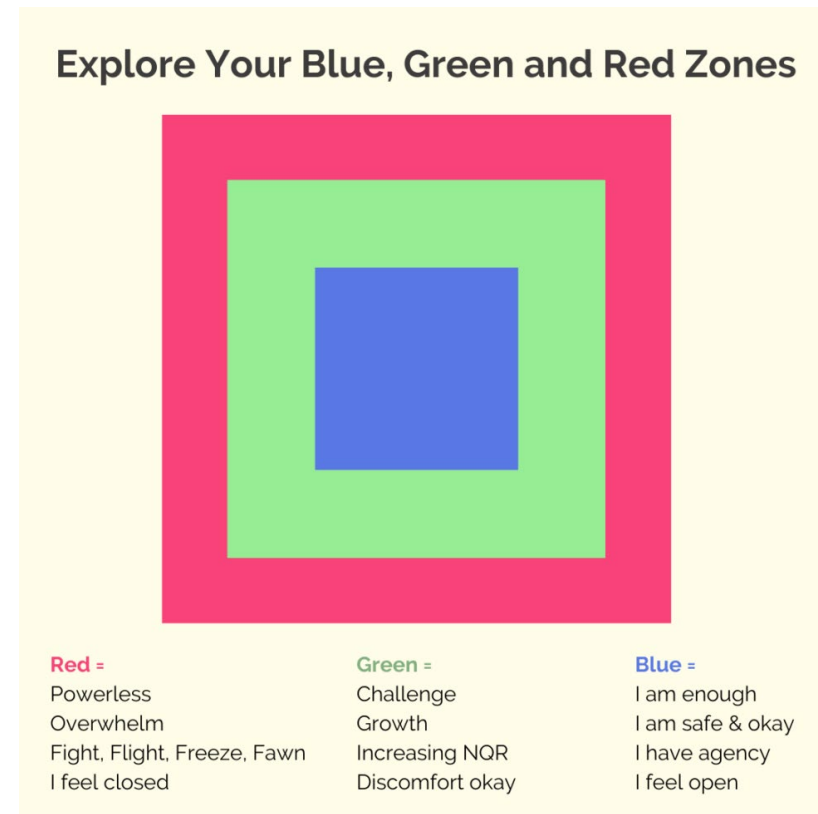 Explore Your Blue, Green and Red Zones
Red =
Powerless
Overwhelm
Fight, Flight, Freeze, Fawn
I feel closed
Green =
Challenge
Growth
Increasing NQR
Discomfort okay
Blue =
I am enough
I am safe & okay
I have agency
I feel open